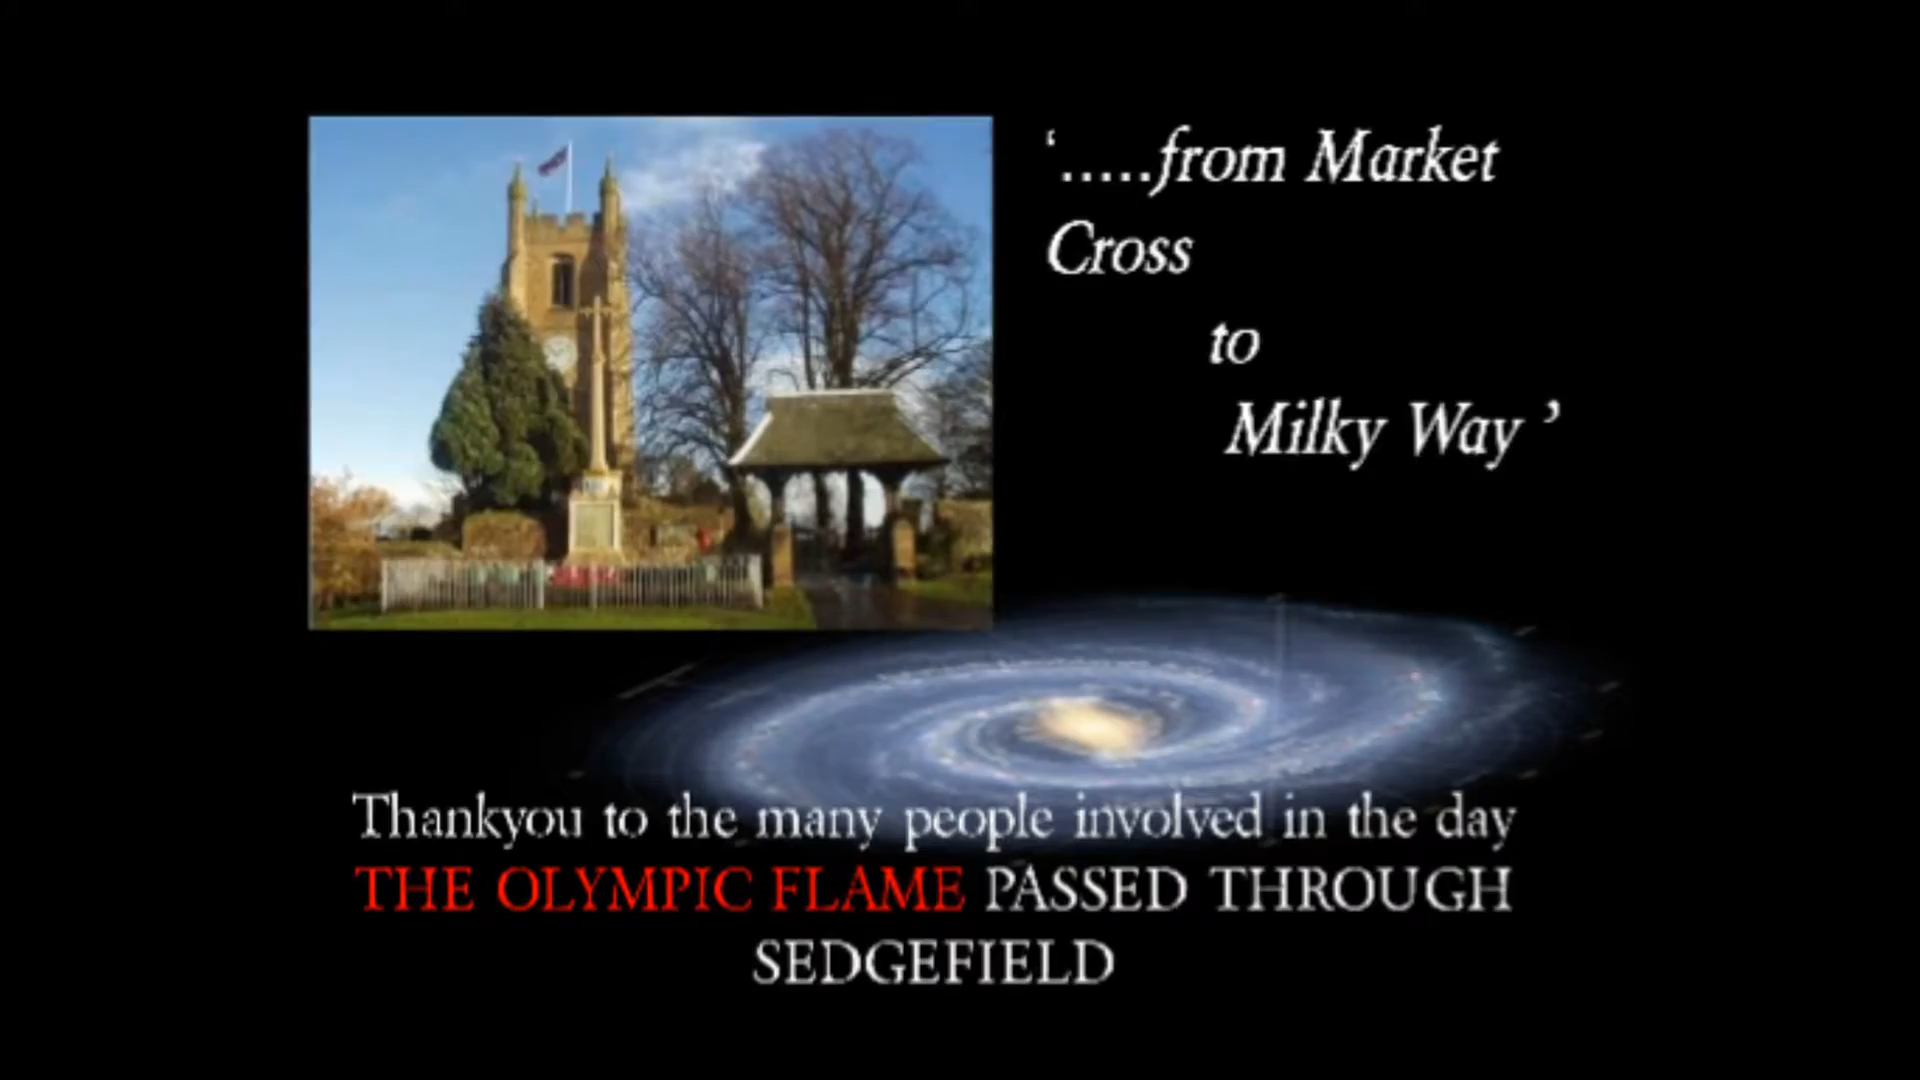 ‘.....from Market
Cross
to
Milky Way ’
Thankyou to the many people involved in the day
THE OLYMPIC FLAME PASSED THROUGH
SEDGEFIELD